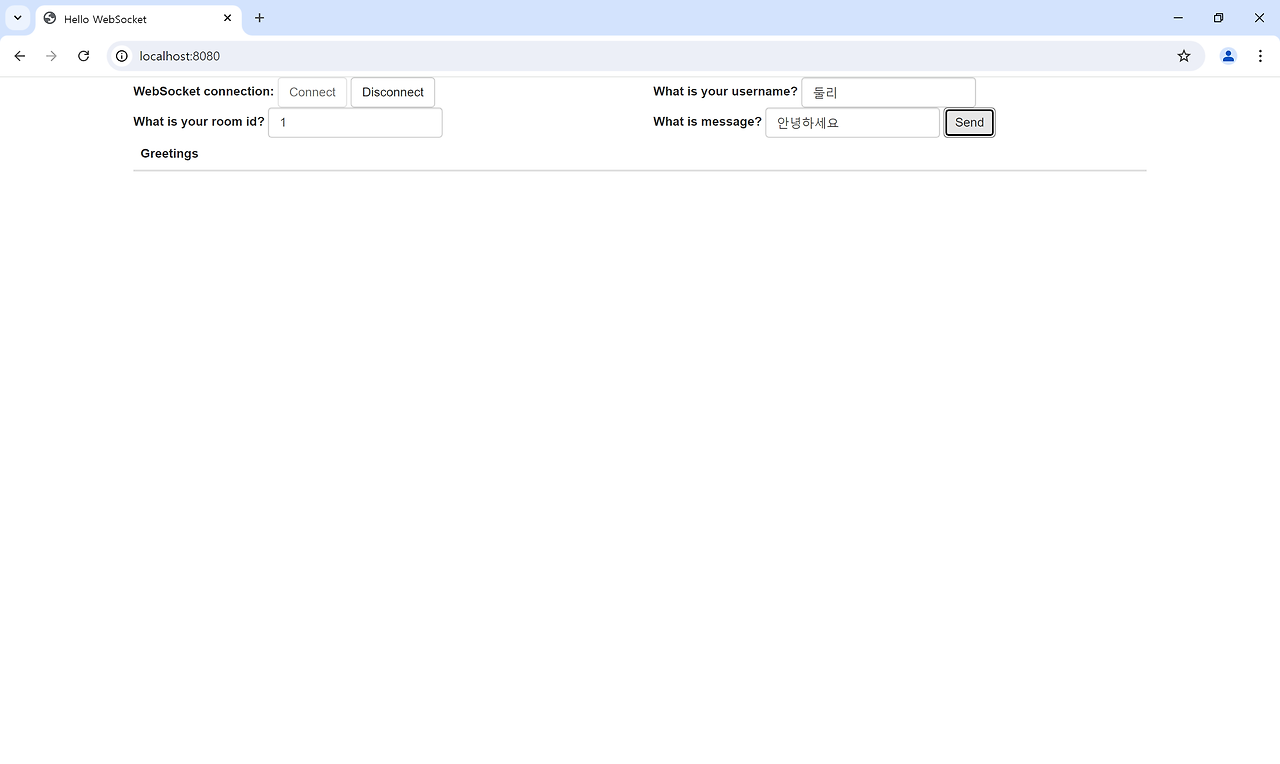 Hello WebSocket
localhost:8080
WebSocket connection: Connect Disconnect
What is your username? 둘리
What is your room id? 1
What is message? 안녕하세요 Send
Greetings